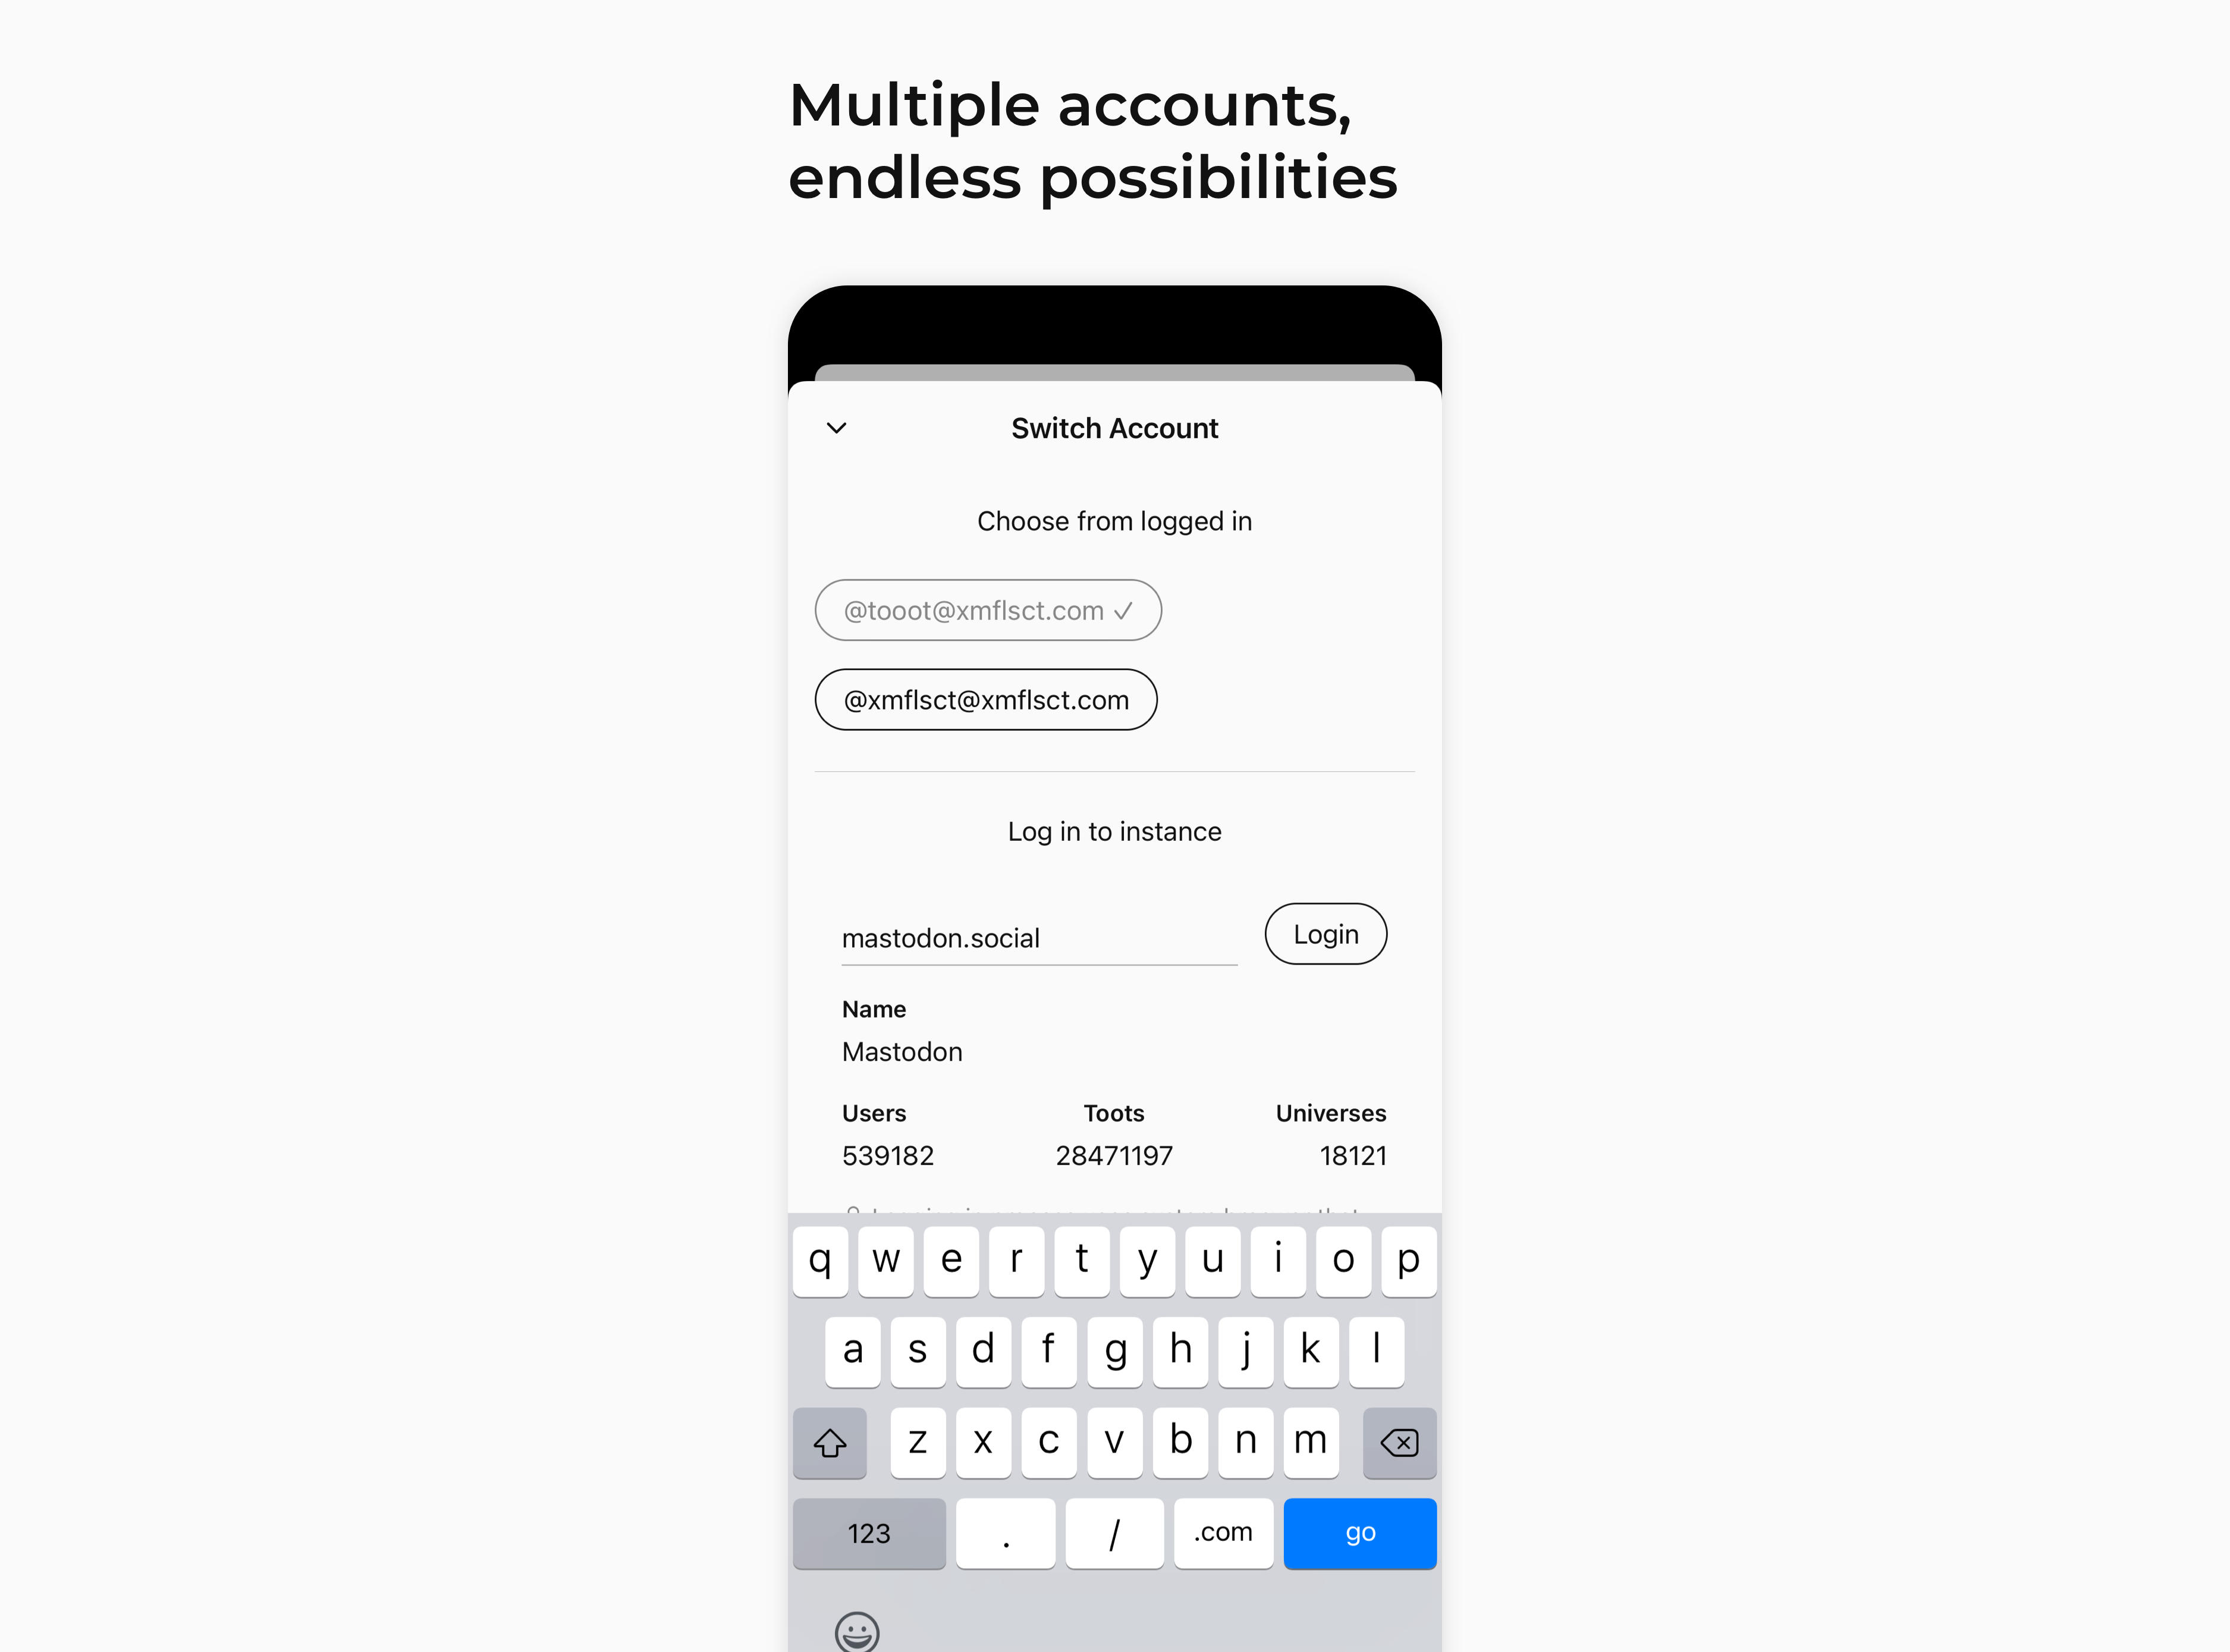 Multiple accounts,
endless possibilities
Switch Account
Choose from logged in
@tooot@xmflsct.com
@xmflsct@xmflsct.com
Log in to instance
mastodon.social
Login
Name
Mastodon
Users Toots Universes
539182 28471197 18121
q w e r t y u i o p
a s d f g h j k l
z x c v b n m
123 . / .com go